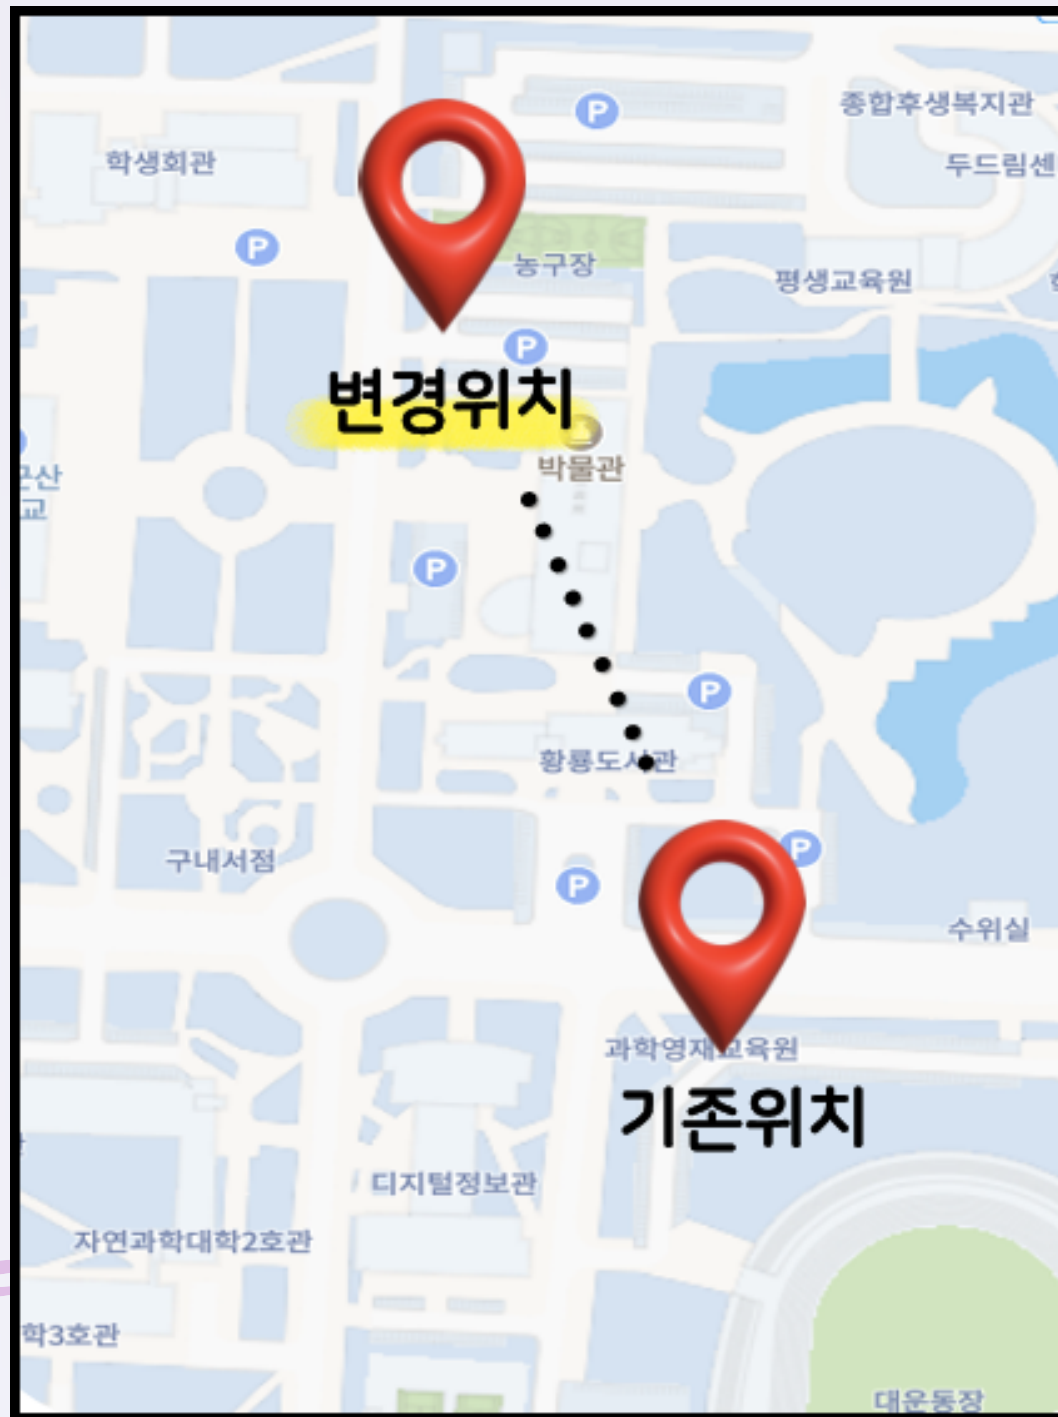 P
종합후생복지관
학생회관
두드림센
P
농구장
평생교육원
P
변경위치
박물관
군산
교
P
P
황룡도서관
P
구내서점
P
수위실
과학영재교육원
기존위치
디지털정보관
자연과학대학2호관
학3호관
대운동장